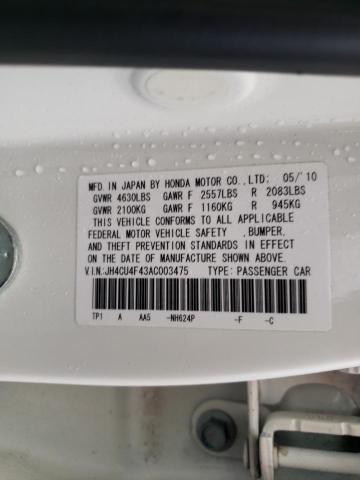 MFD. IN JAPAN BY HONDA MOTOR CO.,LTD: 05/'10
GVWR 4630LBS GAWR F 2557LBS R 2083LBS
GVWR 2100KG GAWR F 1160KG R 945KG
THIS VEHICLE CONFORMS TO ALL APPLICABLE
FEDERAL MOTOR VEHICLE SAFETY ,BUMPER,
AND THEFT PREVENTION STANDARDS IN EFFECT
ON THE DATE OF MANUFACTURE SHOWN ABOVE.
V.I.N:JH4CU4F43AC003475 TYPE: PASSENGER CAR
TP1 A AA5 -NH624P -F -C